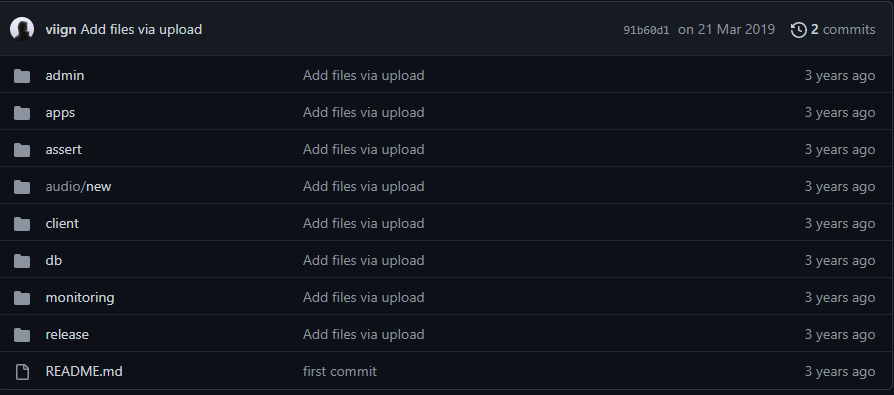 viign Add files via upload 91b60d1 on 21 Mar 2019 2 commits
admin Add files via upload 3 years ago
apps Add files via upload 3 years ago
assert Add files via upload 3 years ago
audio/new Add files via upload 3 years ago
client Add files via upload 3 years ago
db Add files via upload 3 years ago
monitoring Add files via upload 3 years ago
release Add files via upload 3 years ago
README.md first commit 3 years ago